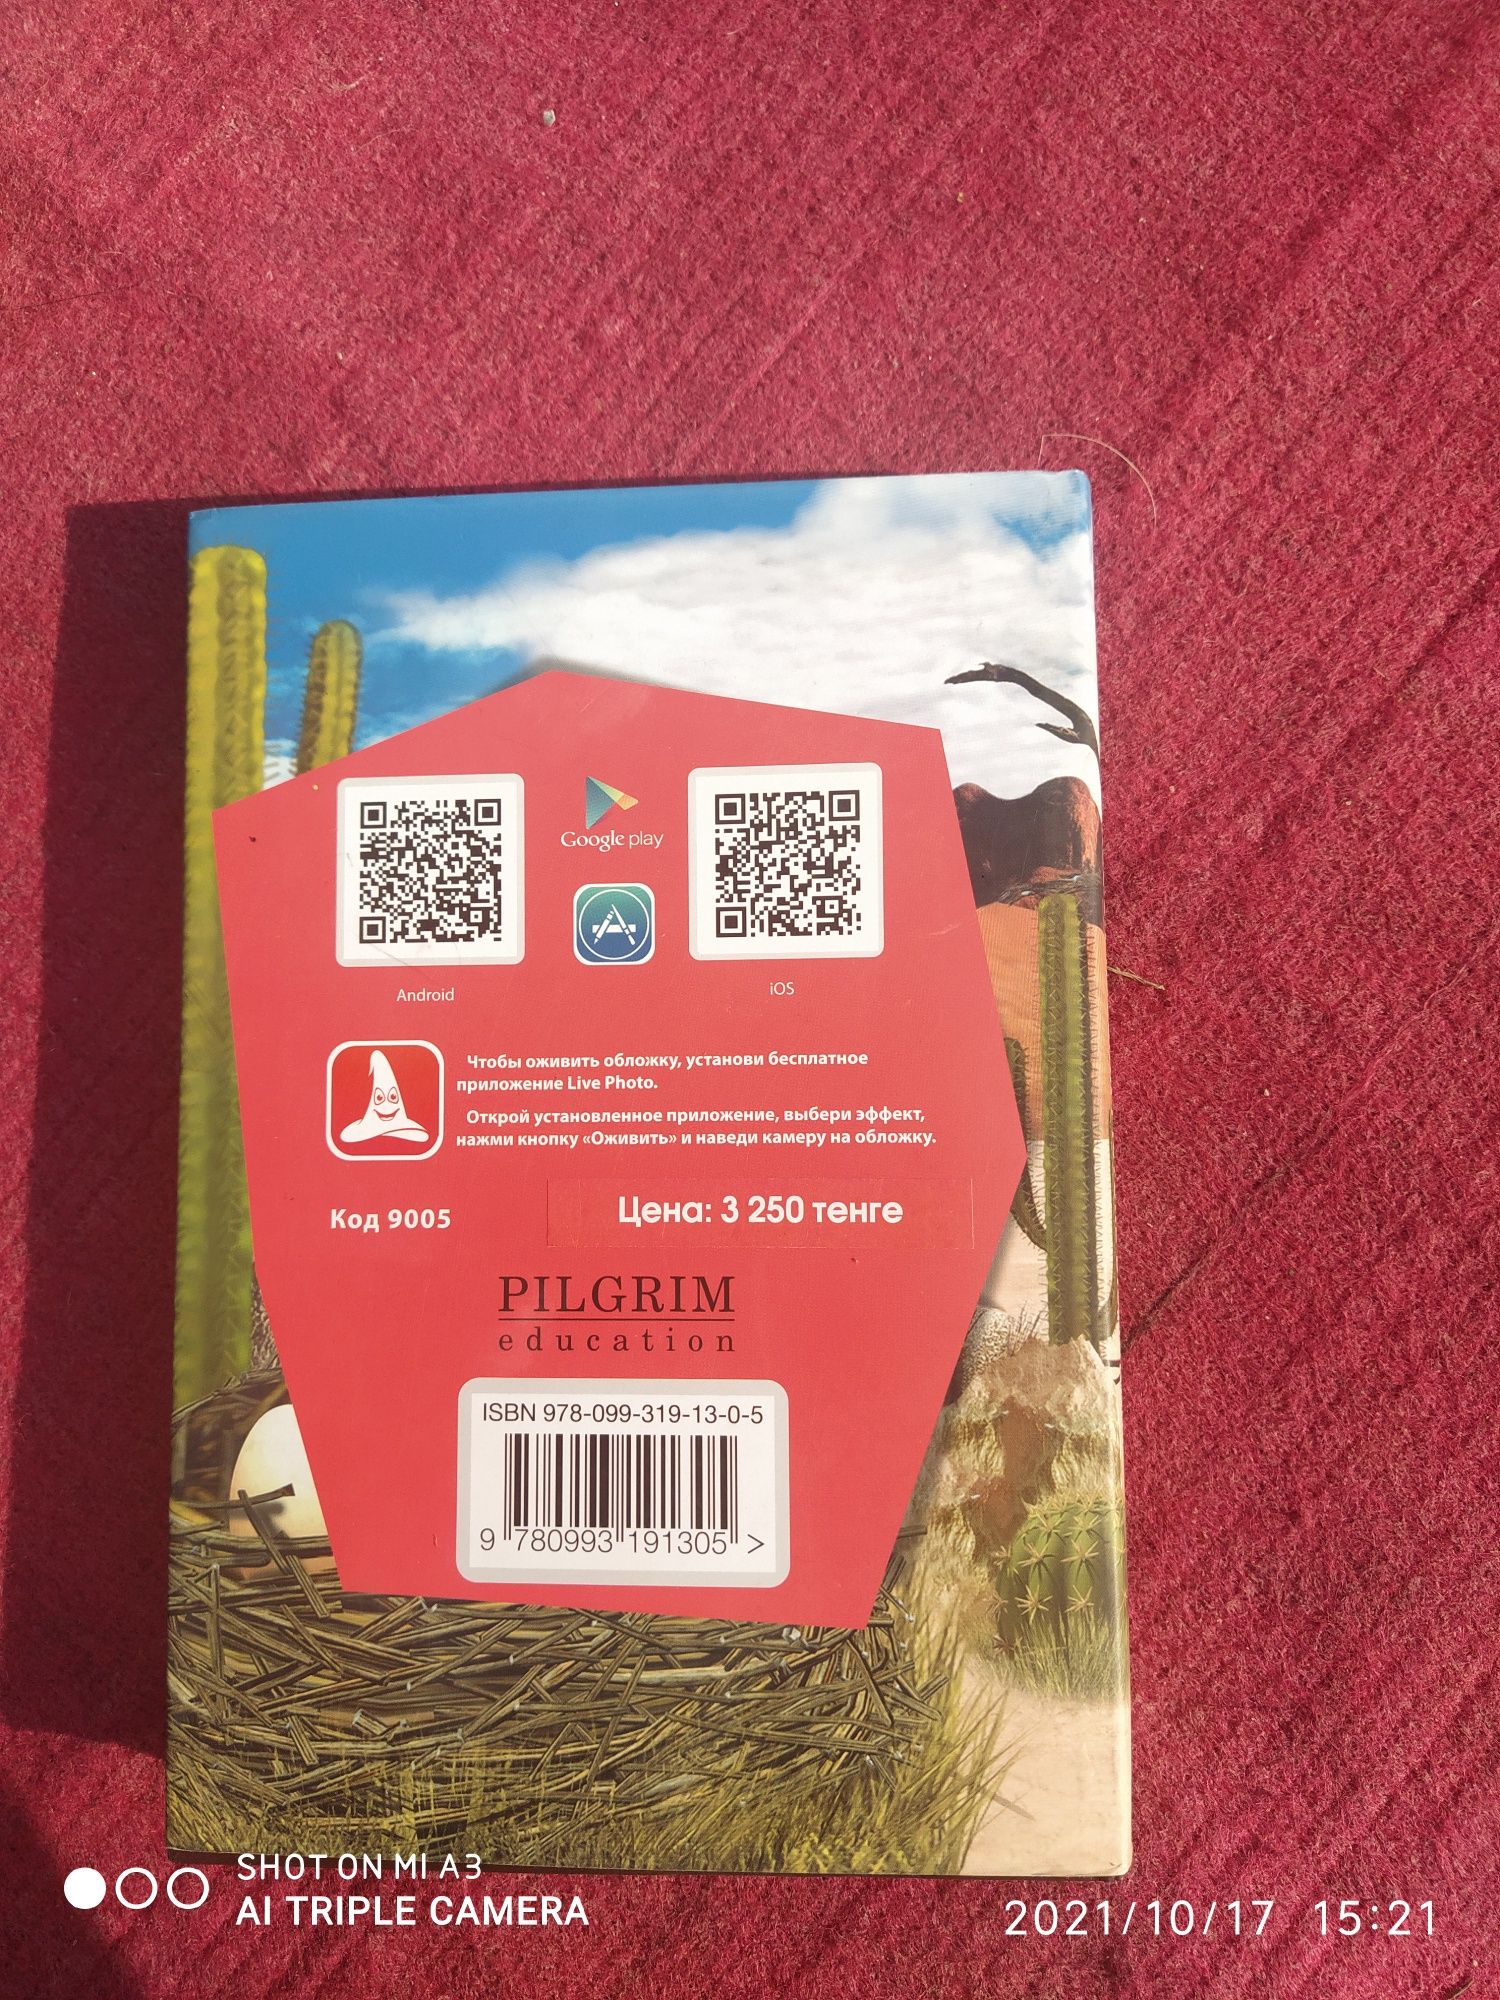 Google play
Android
iOS
Чтобы оживить обложку, установи бесплатное
приложение Live Photo.
Открой установленное приложение, выбери эффект,
нажми кнопку «Оживить» и наведи камеру на обложку.
Код 9005
Цена: 3 250 тенге
PILGRIM
education
ISBN 978-099-319-13-0-5
9 780993 191305 >
SHOT ON MI A3
AI TRIPLE CAMERA
2021/10/17 15:21